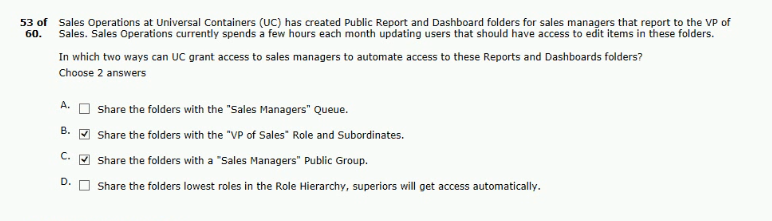 53 of Sales Operations at Universal Containers (UC) has created Public Report and Dashboard folders for sales managers that report to the VP of
60. Sales. Sales Operations currently spends a few hours each month updating users that should have access to edit items in these folders.
In which two ways can UC grant access to sales managers to automate access to these Reports and Dashboards folders?
Choose 2 answers
A. Share the folders with the "Sales Managers" Queue.
B. Share the folders with the "VP of Sales" Role and Subordinates.
C. Share the folders with a "Sales Managers" Public Group.
D. Share the folders lowest roles in the Role Hierarchy, superiors will get access automatically.